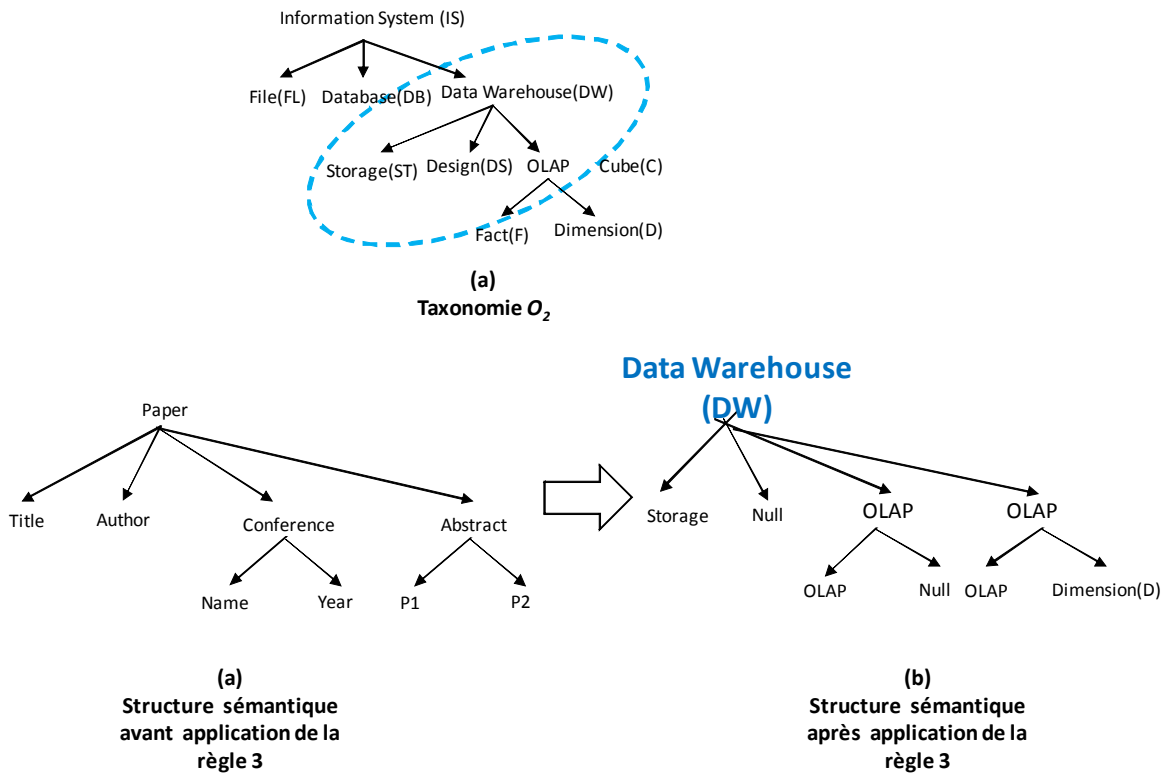 Information System (IS)
File(FL) Database(DB) Data Warehouse(DW)
Storage(ST) Design(DS) OLAP Cube(C)
Fact(F) Dimension(D)
(a)
Taxonomie O2
Data Warehouse
(DW)
Paper
Title Author Conference Abstract
Name Year P1 P2
Storage Null OLAP OLAP
OLAP Null OLAP Dimension(D)
(a)
Structure sémantique
avant application de la
règle 3
(b)
Structure sémantique
après application de la
règle 3